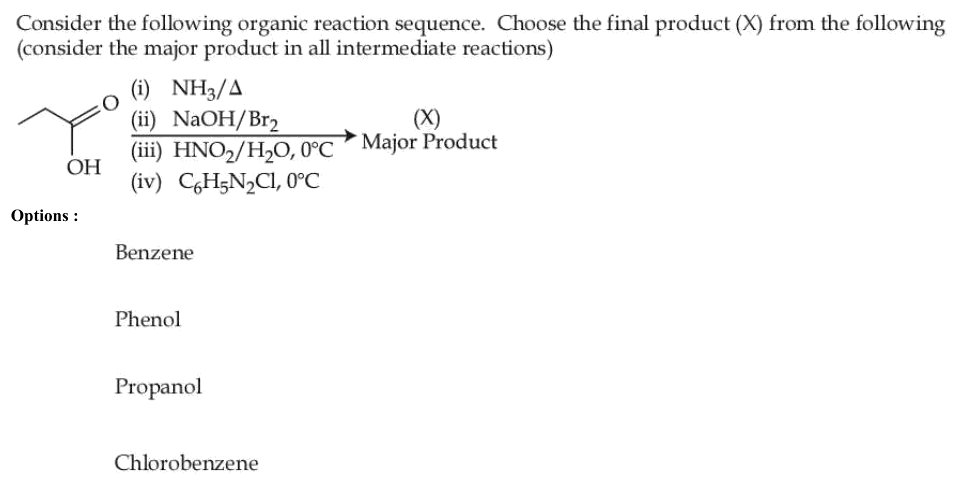 Consider the following organic reaction sequence. Choose the final product (X) from the following
(consider the major product in all intermediate reactions)
(i) NH₃/Δ
(ii) NaOH/Br₂
(iii) HNO₂/H₂O, 0°C
(iv) C₆H₅N₂Cl, 0°C
O
OH
(X)
Major Product
Options :
Benzene
Phenol
Propanol
Chlorobenzene